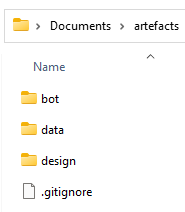 Documents > artefacts
Name
bot
data
design
.gitignore